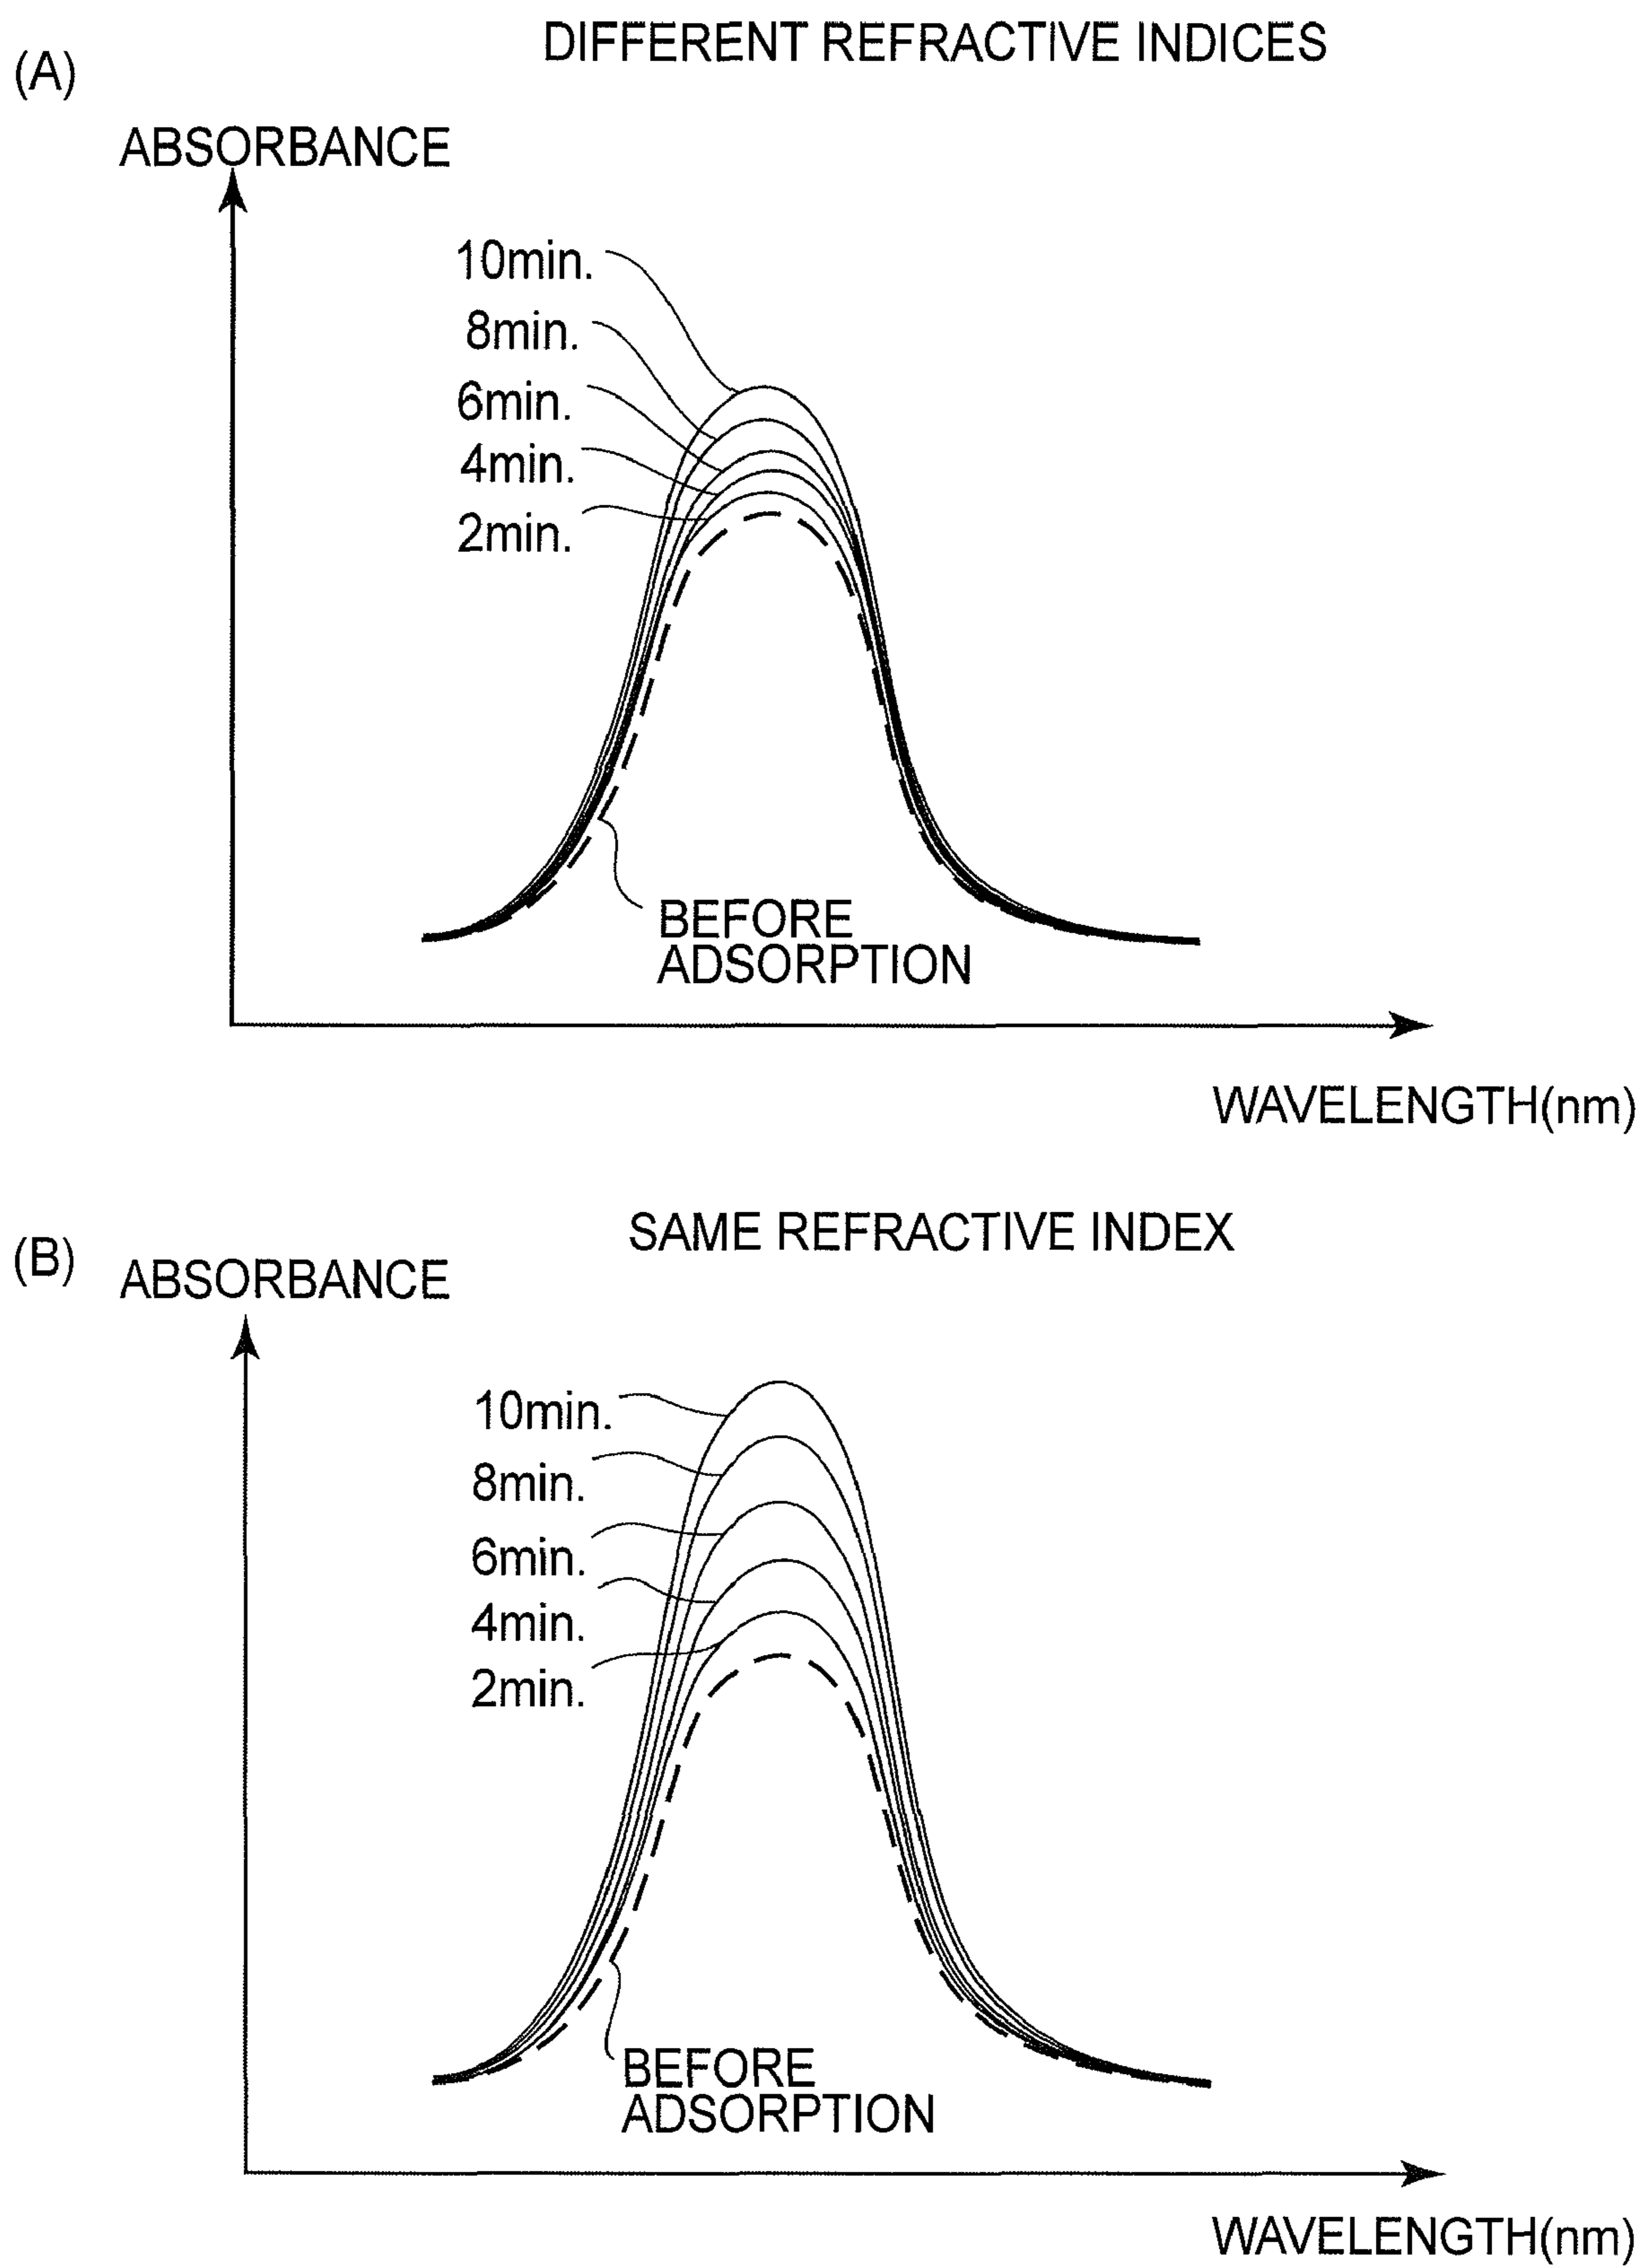 DIFFERENT REFRACTIVE INDICES
(A)
ABSORBANCE
10min.
8min.
6min.
4min.
2min.
BEFORE
ADSORPTION
WAVELENGTH(nm)
SAME REFRACTIVE INDEX
(B)
ABSORBANCE
10min.
8min.
6min.
4min.
2min.
BEFORE
ADSORPTION
WAVELENGTH(nm)